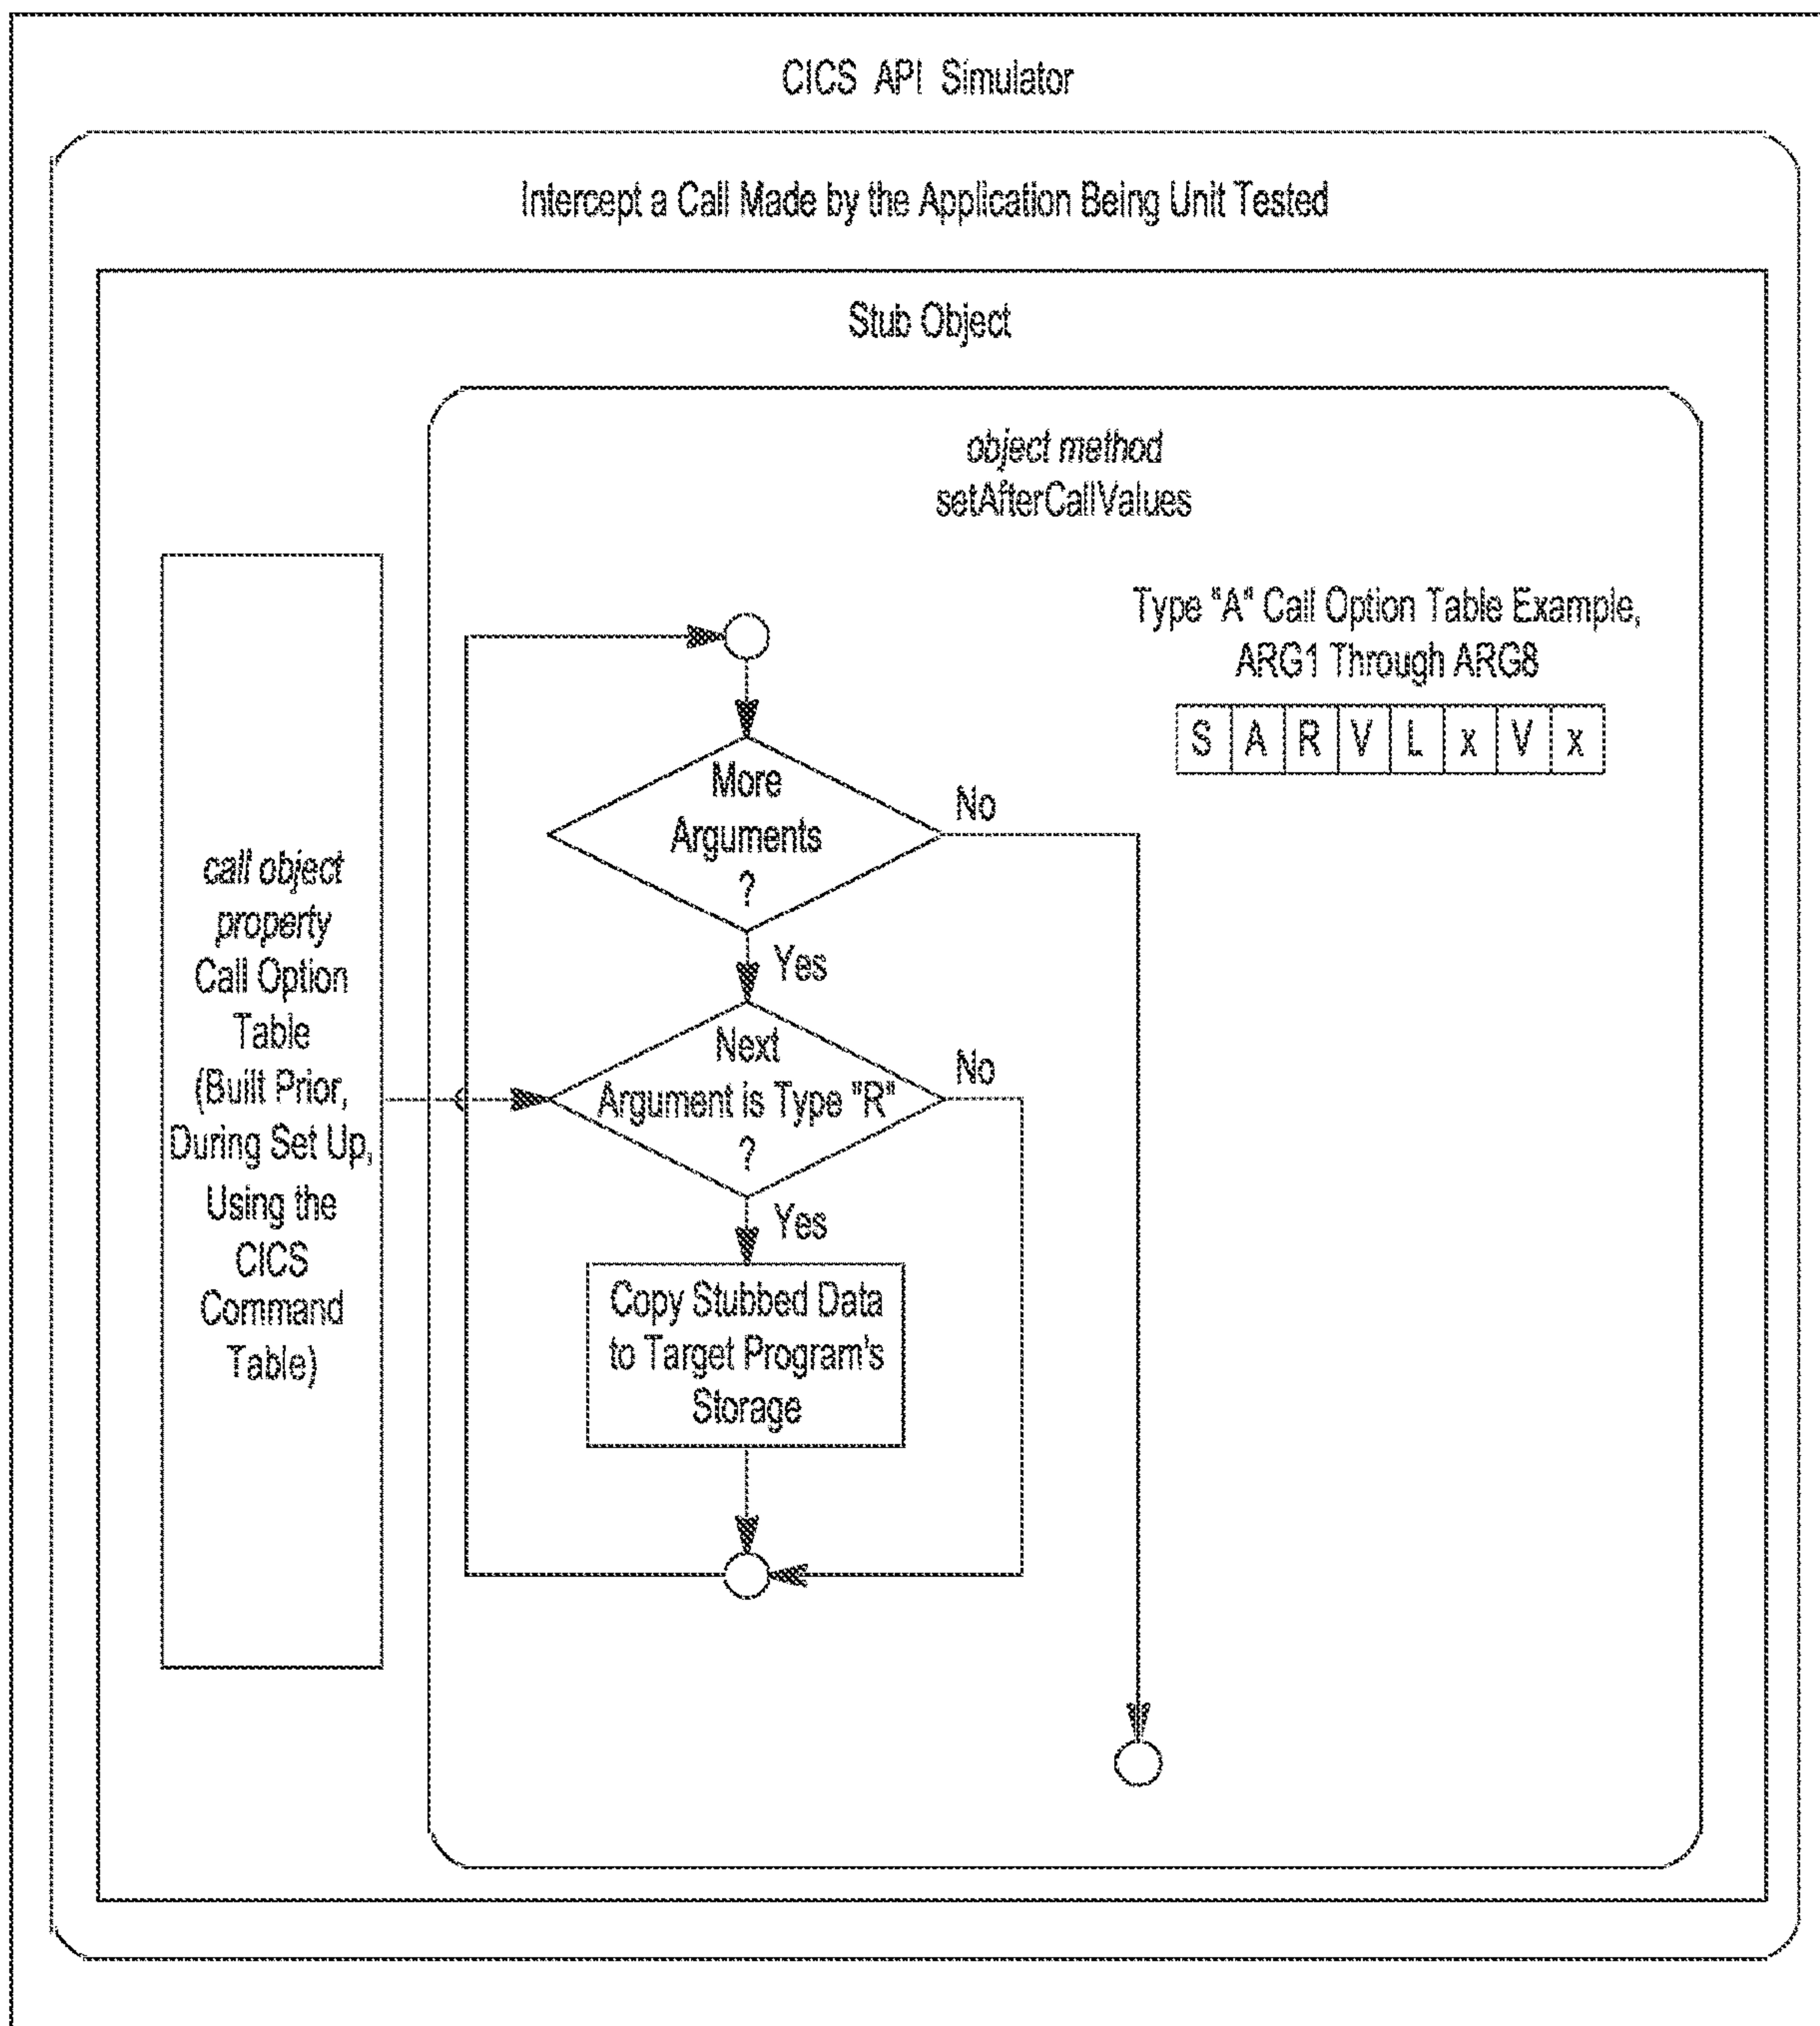 CICS API Simulator
Intercept a Call Made by the Application Being Unit Tested
Stub Object
object method
setAfterCallValues
Type "A" Call Option Table Example,
ARG1 Through ARG8
S A R V L x V x
More
Arguments
?
No
Yes
call object
property
Call Option
Table
(Built Prior,
During Set Up,
Using the
CICS
Command
Table)
Next
Argument is Type "R"
?
No
Yes
Copy Stubbed Data
to Target Program's
Storage